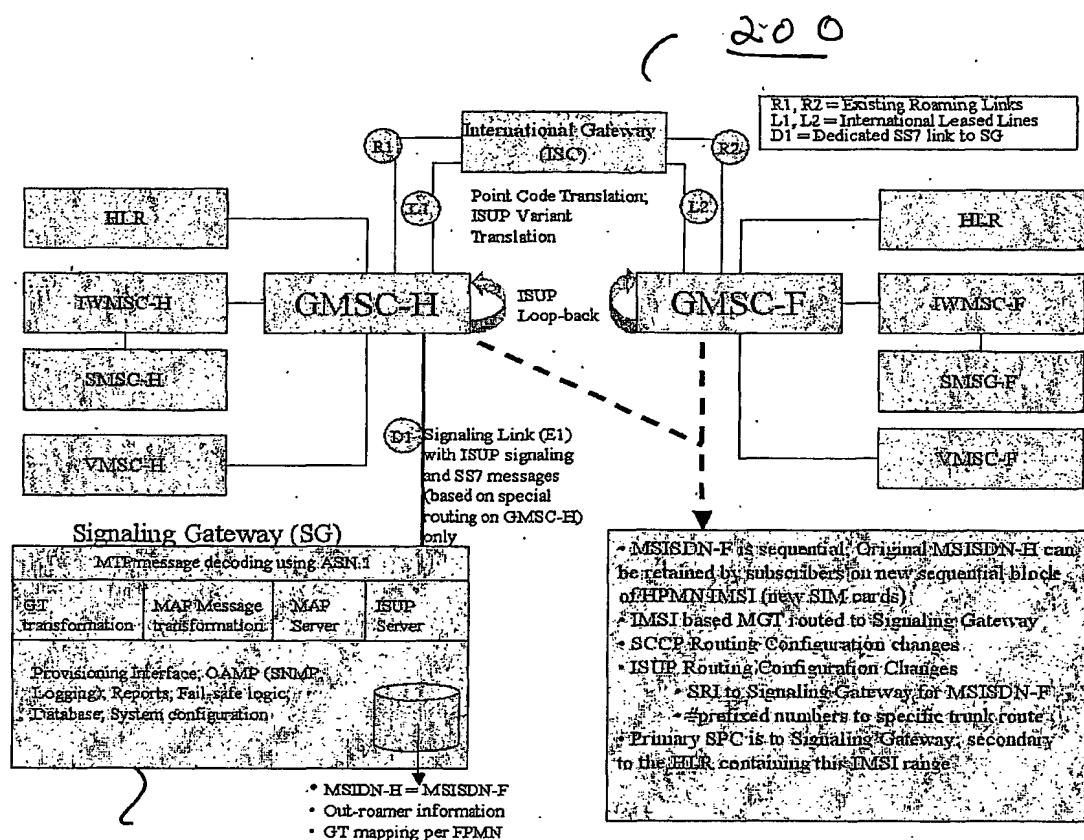 200
R1, R2 = Existing Roaming Links
L1, L2 = International Leased Lines
D1 = Dedicated SS7 link to SG
International Gateway
(ISC)
R1
R2
L1
L2
Point Code Translation;
ISUP Variant
Translation
HLR
HLR
IWMSC-H
GMSC-H
ISUP
Loop-back
GMSC-F
IWMSC-F
SMSC-H
SMSC-F
VMSC-H
VMSC-F
D1
Signaling Link (E1)
with ISUP signaling
and SS7 messages
(based on special
routing on GMSC-H)
only
Signaling Gateway (SG)
MTP message decoding using ASN.1
GT
transformation
MAP Message
transformation
MAP
Server
ISUP
Server
Provisioning Interface; OAMP (SNMP,
Logging); Reports; Fail-safe logic;
Database; System configuration
• MSIDN-H = MSISDN-F
• Out-roamer information
• GT mapping per FPMN
• MSISDN-F is sequential; Original MSISDN-H can
be retained by subscribers on new sequential block
of HPMN IMSI (new SIM cards)
• IMSI based MGT routed to Signaling Gateway
• SCCP Routing Configuration changes
• ISUP Routing Configuration Changes
• SRI to Signaling Gateway for MSISDN-F
• #prefixed numbers to specific trunk route
• Primary SPC is to Signaling Gateway; secondary
to the HLR containing this IMSI range